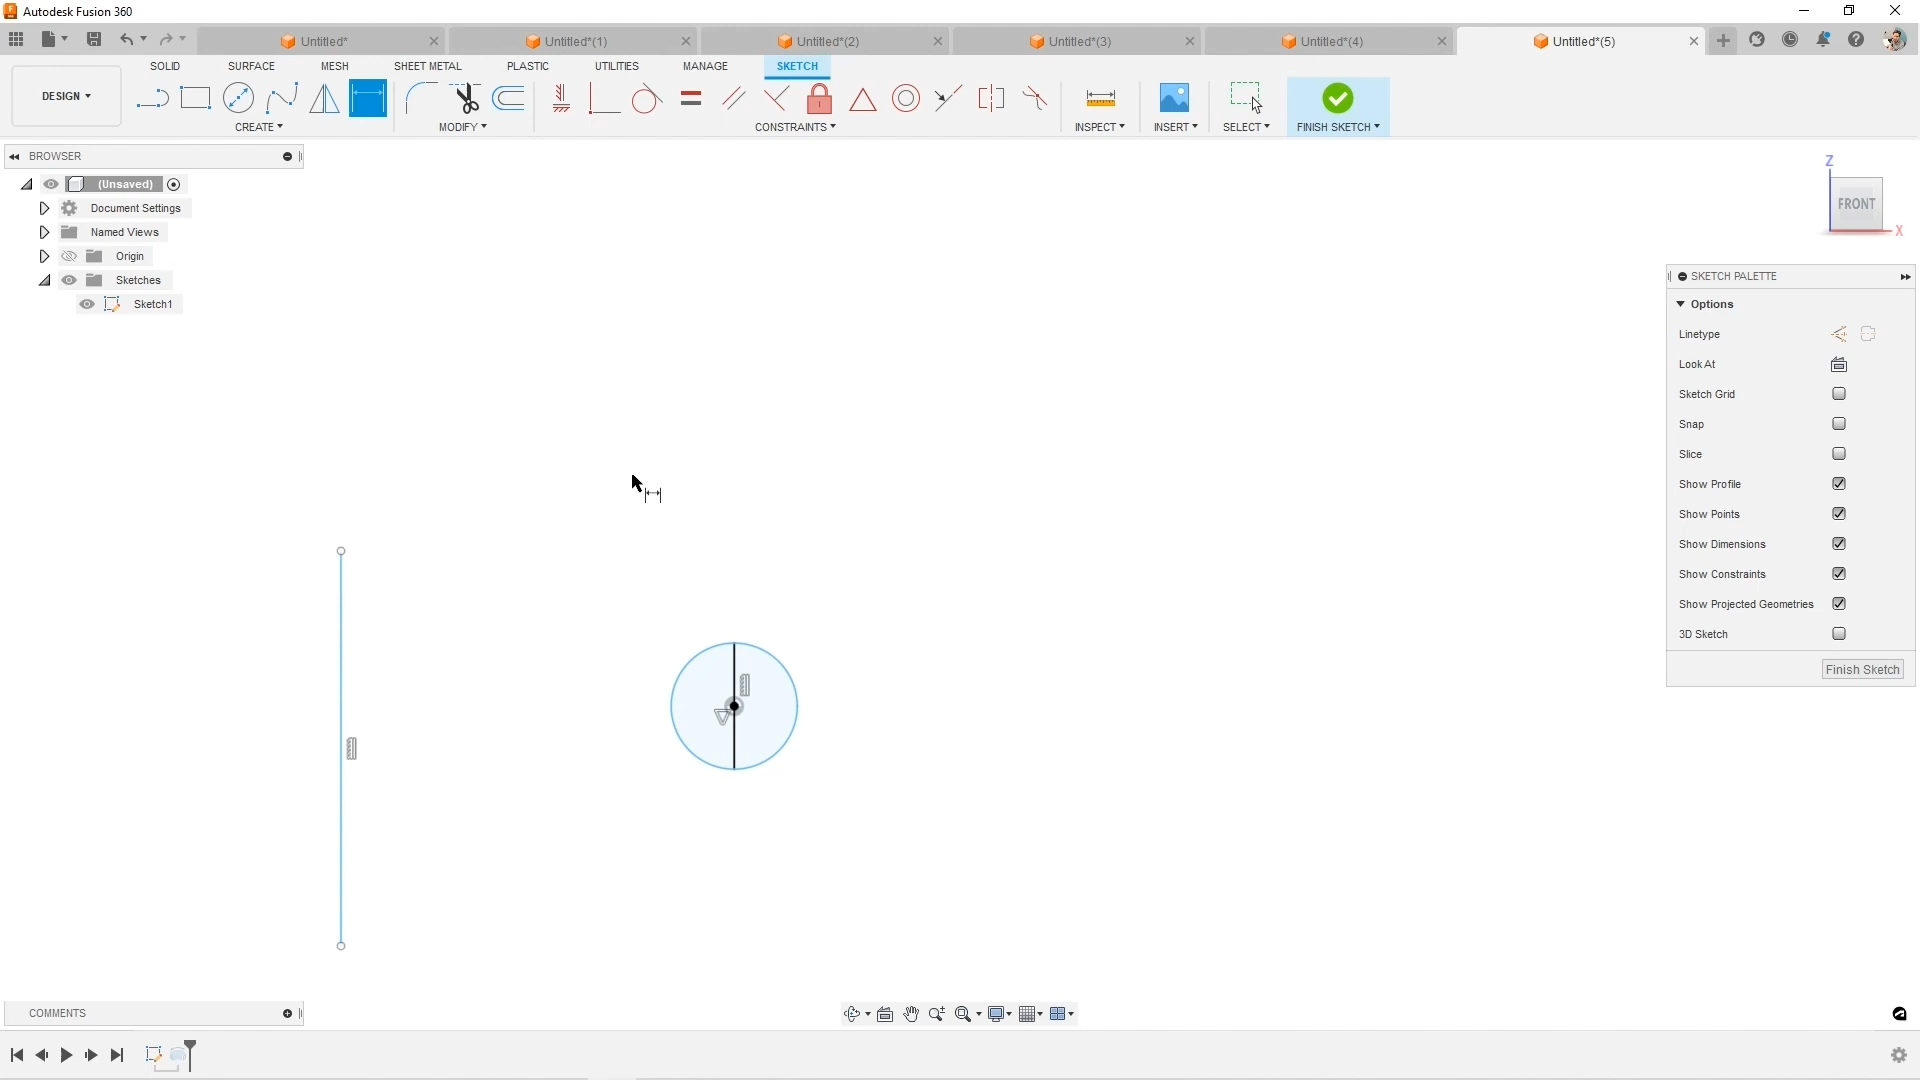 Autodesk Fusion 360
Untitled*
Untitled*(1)
Untitled*(2)
Untitled*(3)
Untitled*(4)
Untitled*(5)
SOLID
SURFACE
MESH
SHEET METAL
PLASTIC
UTILITIES
MANAGE
SKETCH
DESIGN
CREATE
MODIFY
CONSTRAINTS
INSPECT
INSERT
SELECT
FINISH SKETCH
BROWSER
(Unsaved)
Document Settings
Named Views
Origin
Sketches
Sketch1
Z
FRONT
X
SKETCH PALETTE
Options
Linetype
Look At
Sketch Grid
Snap
Slice
Show Profile
Show Points
Show Dimensions
Show Constraints
Show Projected Geometries
3D Sketch
Finish Sketch
COMMENTS